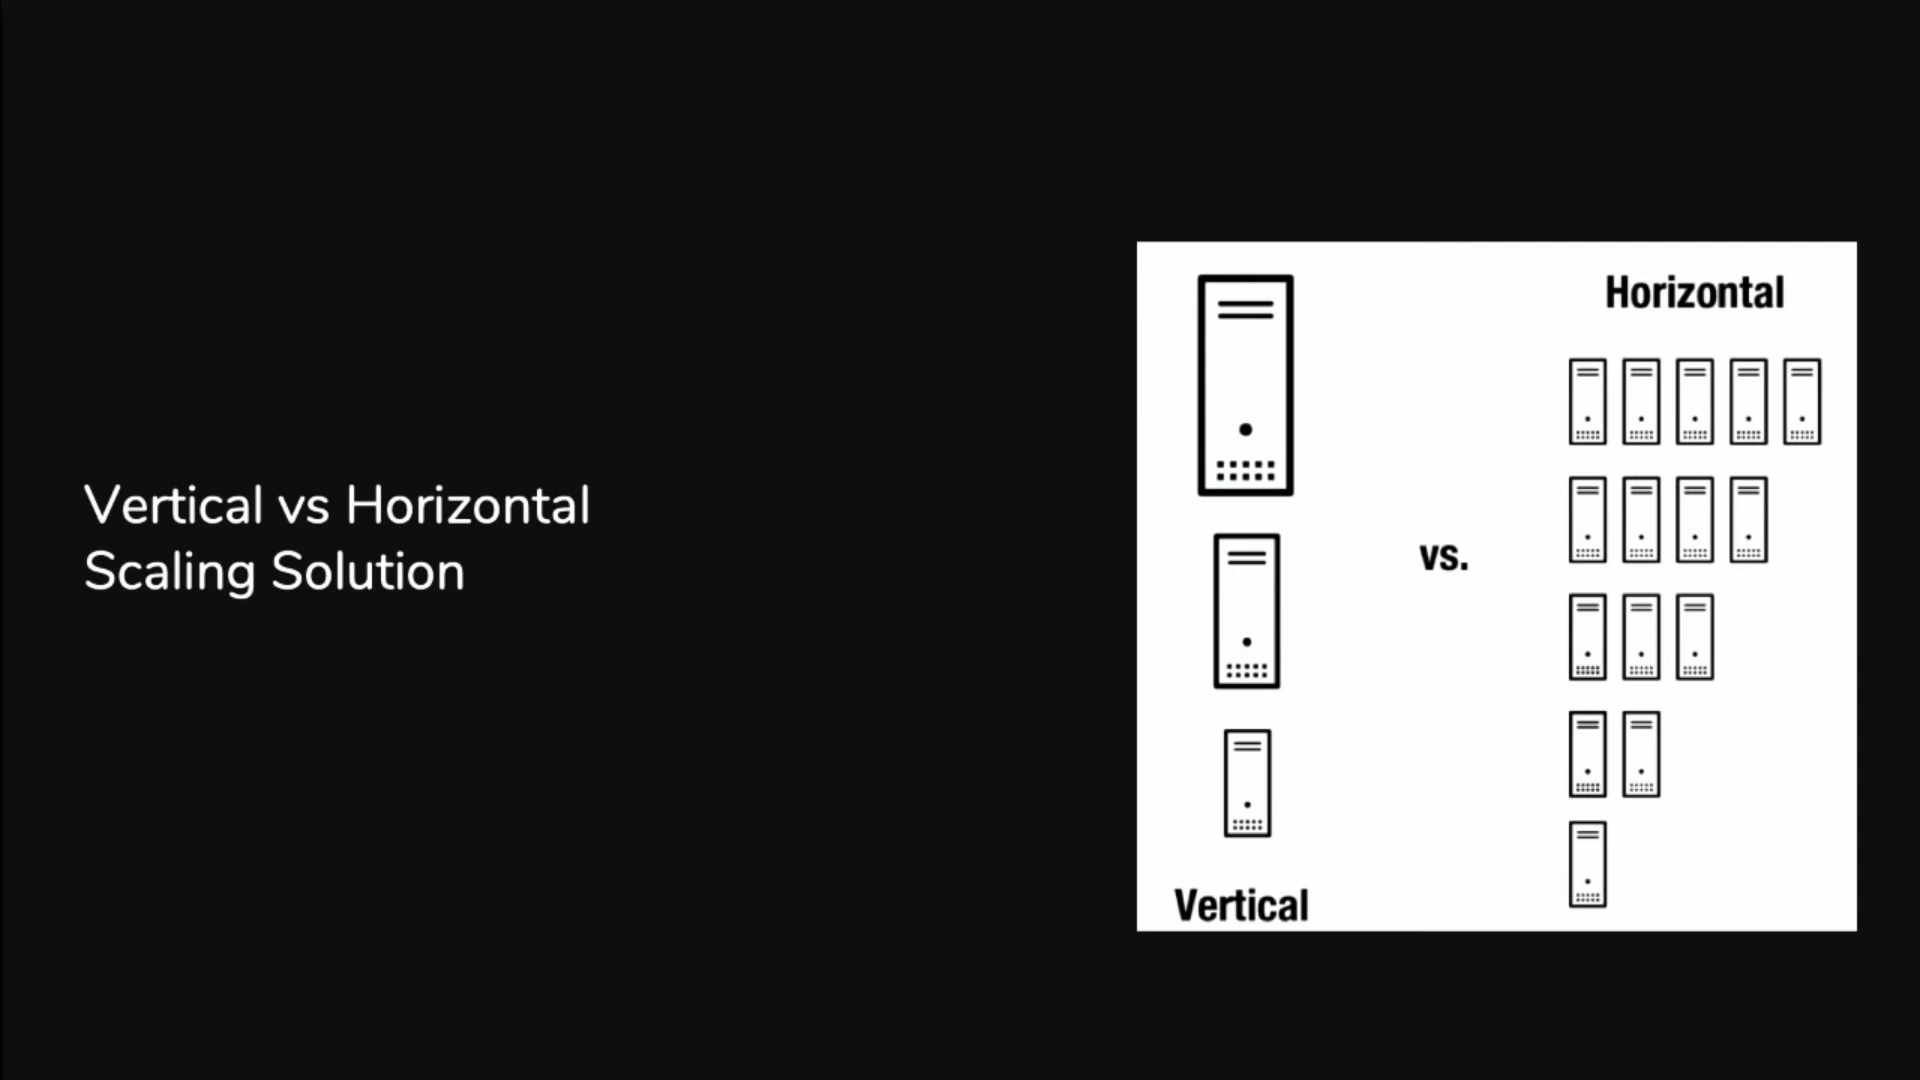 Vertical vs Horizontal
Scaling Solution
Horizontal
vs.
Vertical